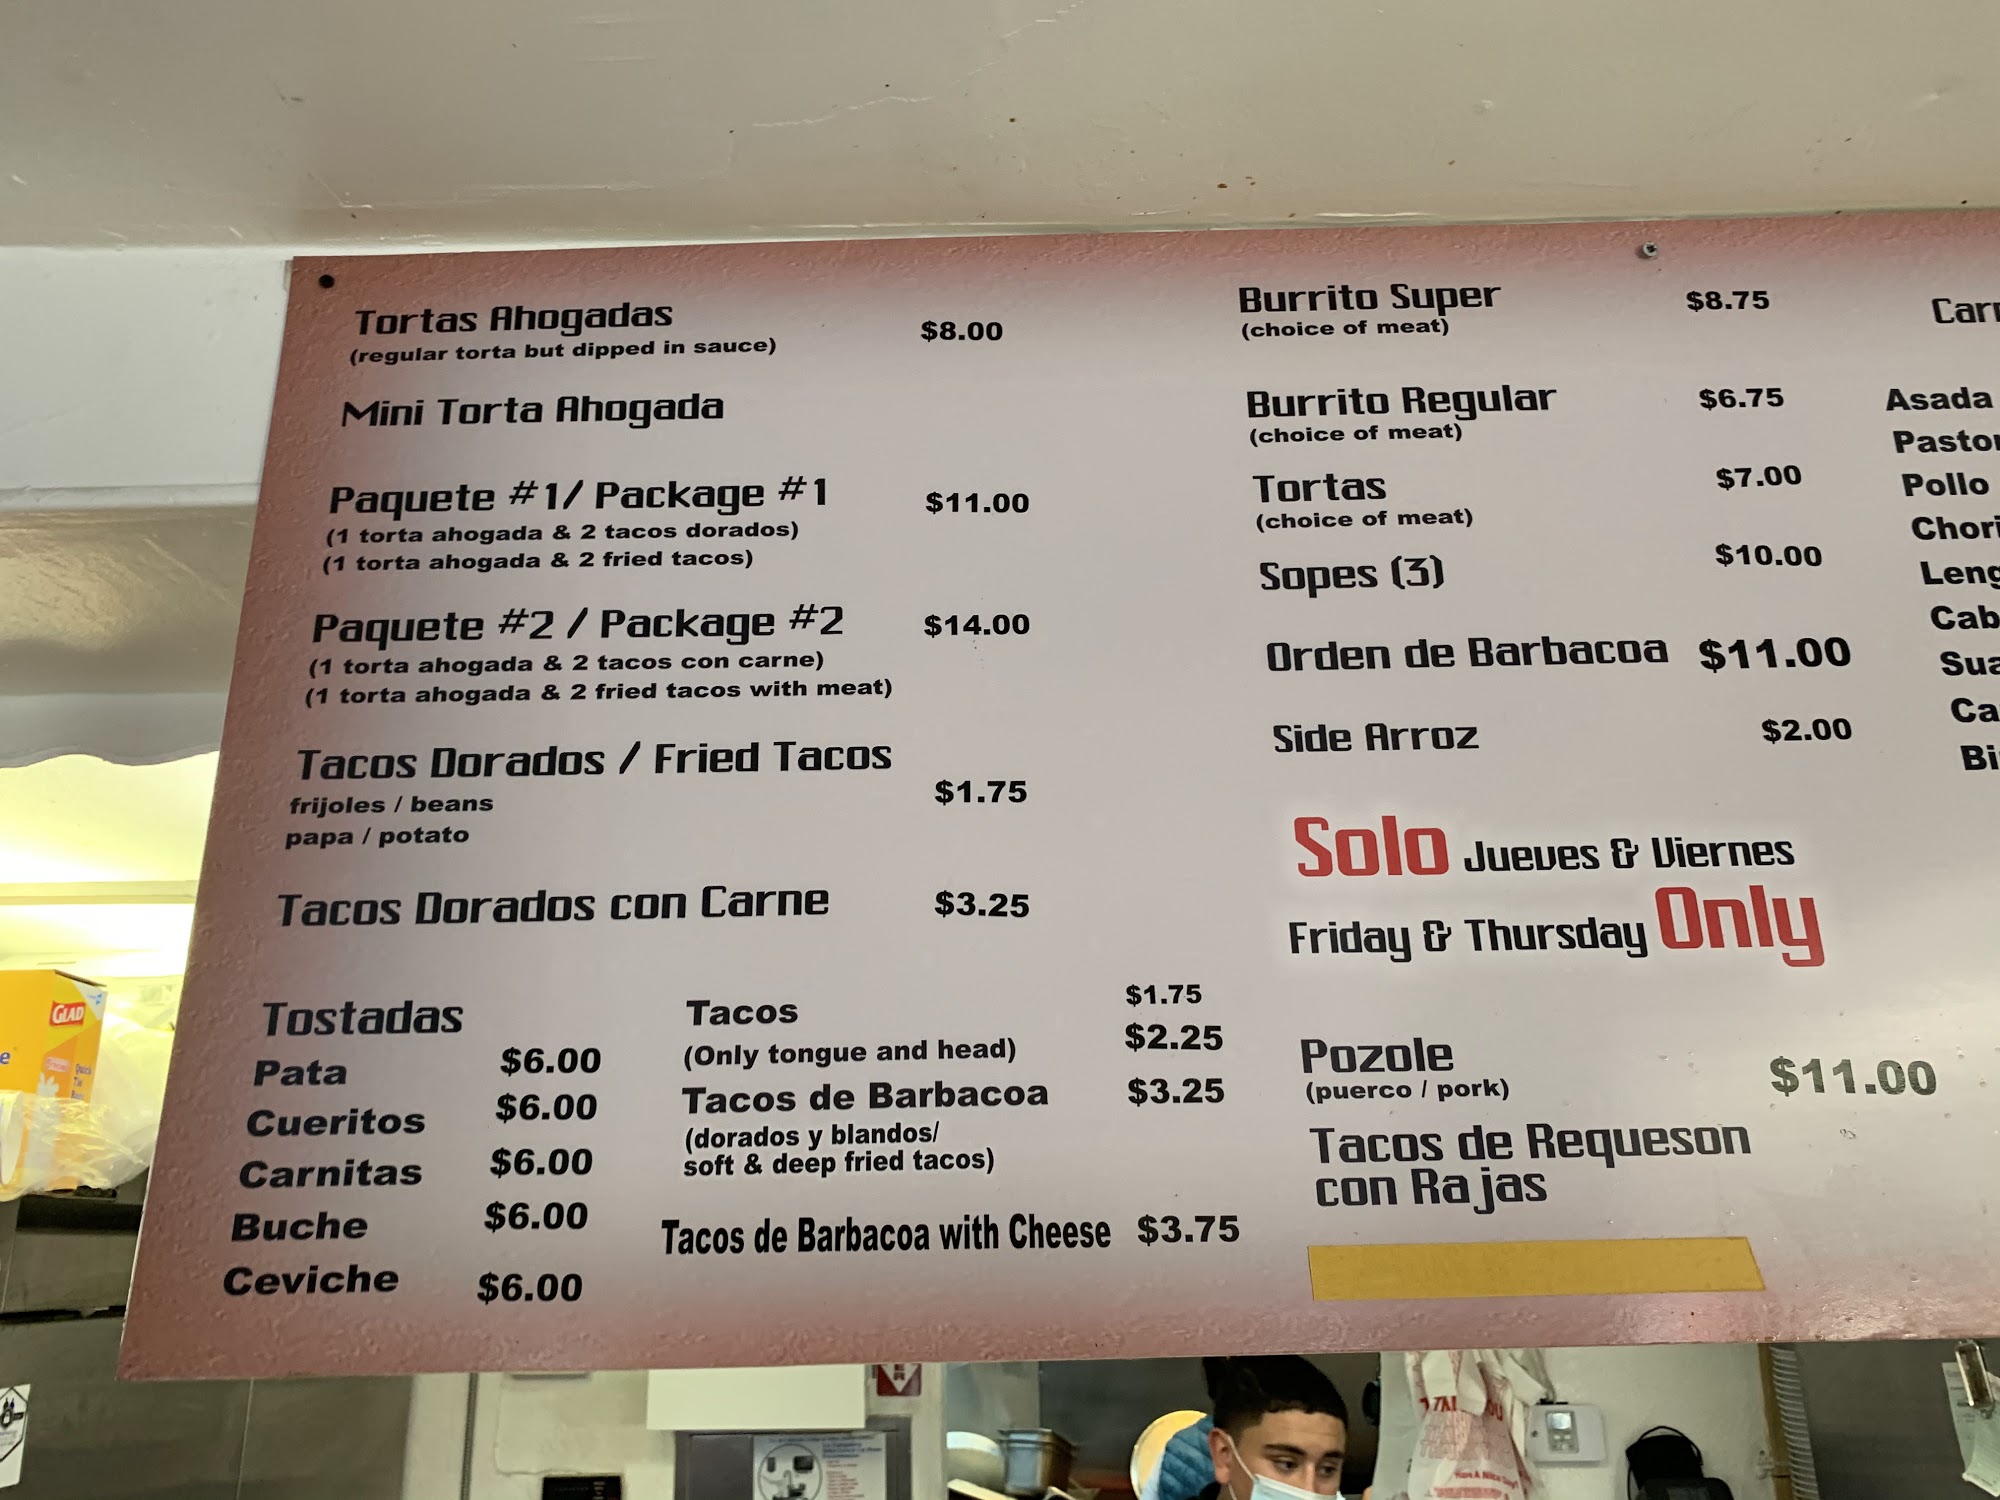 Tortas Ahogadas $8.00
(regular torta but dipped in sauce)
Mini Torta Ahogada
Paquete #1/ Package #1 $11.00
(1 torta ahogada & 2 tacos dorados)
(1 torta ahogada & 2 fried tacos)
Paquete #2 / Package #2 $14.00
(1 torta ahogada & 2 tacos con carne)
(1 torta ahogada & 2 fried tacos with meat)
Tacos Dorados / Fried Tacos
frijoles / beans $1.75
papa / potato
Tacos Dorados con Carne $3.25
Tostadas
Pata $6.00
Cueritos $6.00
Carnitas $6.00
Buche $6.00
Ceviche $6.00
Tacos $1.75
(Only tongue and head) $2.25
Tacos de Barbacoa $3.25
(dorados y blandos/
soft & deep fried tacos)
Tacos de Barbacoa with Cheese $3.75
Burrito Super $8.75
(choice of meat)
Burrito Regular $6.75
(choice of meat)
Tortas $7.00
(choice of meat)
Sopes (3) $10.00
Orden de Barbacoa $11.00
Side Arroz $2.00
Solo Jueves & Viernes
Friday & Thursday Only
Pozole $11.00
(puerco / pork)
Tacos de Requeson
con Rajas
Asada
Pollo
GLAD